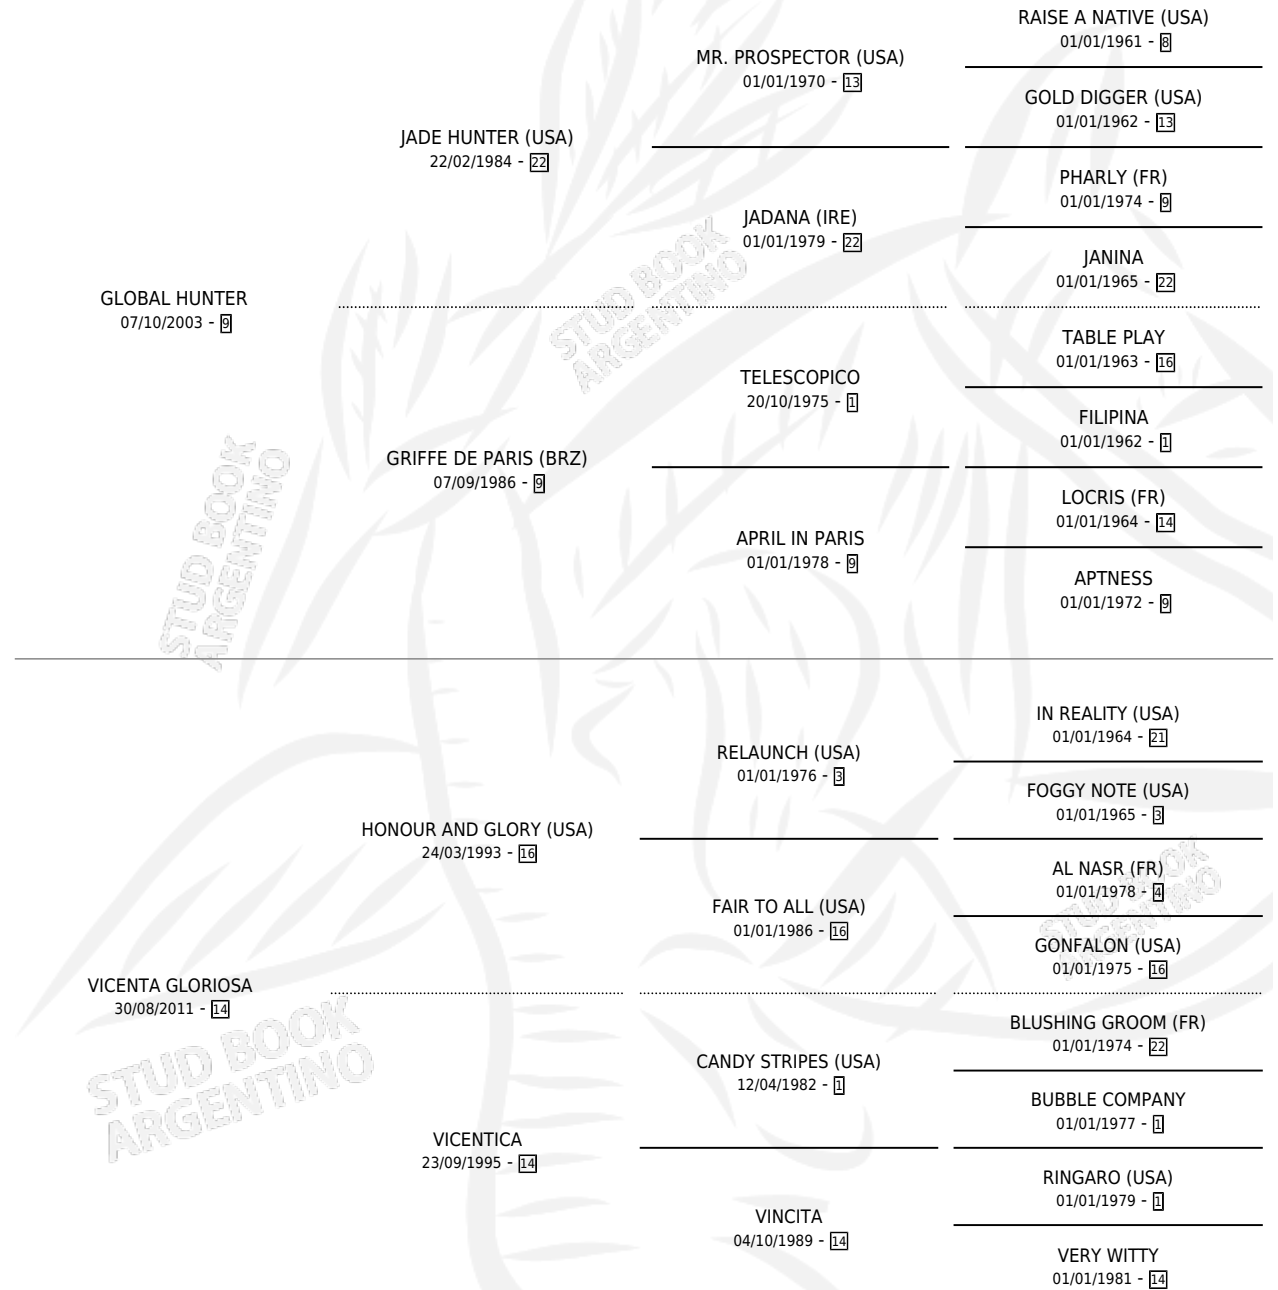 RAISE A NATIVE (USA)
01/01/1961 - 8
MR. PROSPECTOR (USA)
01/01/1970 - 13
GOLD DIGGER (USA)
01/01/1962 - 13
JADE HUNTER (USA)
22/02/1984 - 22
PHARLY (FR)
01/01/1974 - 9
JADANA (IRE)
01/01/1979 - 22
JANINA
01/01/1965 - 22
GLOBAL HUNTER
07/10/2003 - 9
TABLE PLAY
01/01/1963 - 16
TELESCOPICO
20/10/1975 - 1
FILIPINA
01/01/1962 - 1
GRIFFE DE PARIS (BRZ)
07/09/1986 - 9
LOCRIS (FR)
01/01/1964 - 14
APRIL IN PARIS
01/01/1978 - 9
APTNESS
01/01/1972 - 9
STUD BOOK
ARGENTINO
STUD BOOK
ARGENTINO
IN REALITY (USA)
01/01/1964 - 21
RELAUNCH (USA)
01/01/1976 - 3
FOGGY NOTE (USA)
01/01/1965 - 3
HONOUR AND GLORY (USA)
24/03/1993 - 16
AL NASR (FR)
01/01/1978 - 4
FAIR TO ALL (USA)
01/01/1986 - 16
GONFALON (USA)
01/01/1975 - 16
VICENTA GLORIOSA
30/08/2011 - 14
BLUSHING GROOM (FR)
01/01/1974 - 22
CANDY STRIPES (USA)
12/04/1982 - 1
BUBBLE COMPANY
01/01/1977 - 1
VICENTICA
23/09/1995 - 14
RINGARO (USA)
01/01/1979 - 1
VINCITA
04/10/1989 - 14
VERY WITTY
01/01/1981 - 14
STUD BOOK
ARGENTINO
STUD BOOK
ARGENTINO